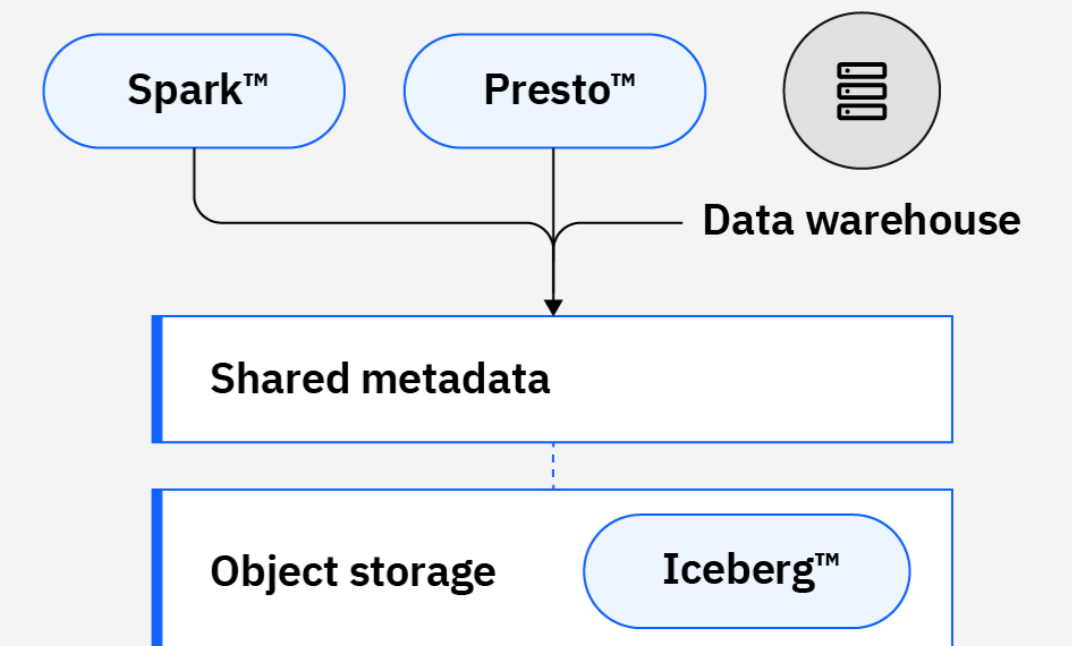 Spark™
Presto™
Data warehouse
Shared metadata
Object storage
Iceberg™